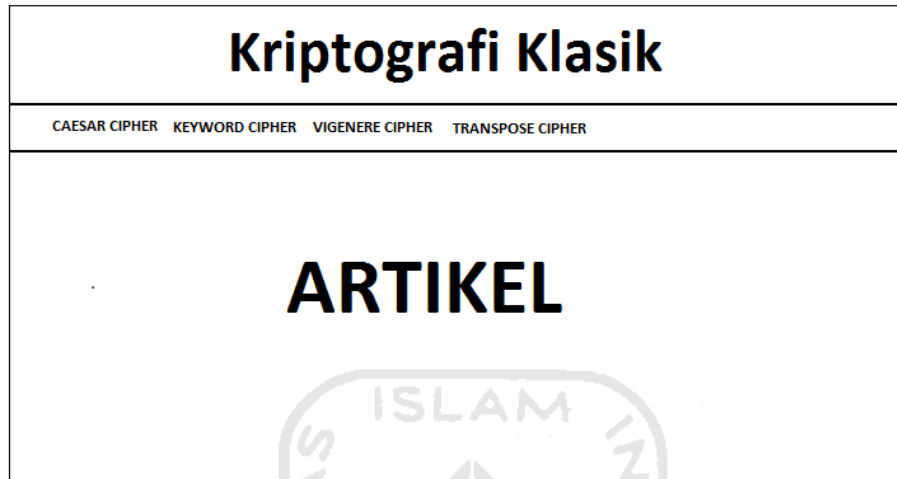 Kriptografi Klasik
CAESAR CIPHER KEYWORD CIPHER VIGENERE CIPHER TRANSPOSE CIPHER
ARTIKEL
ISLAM